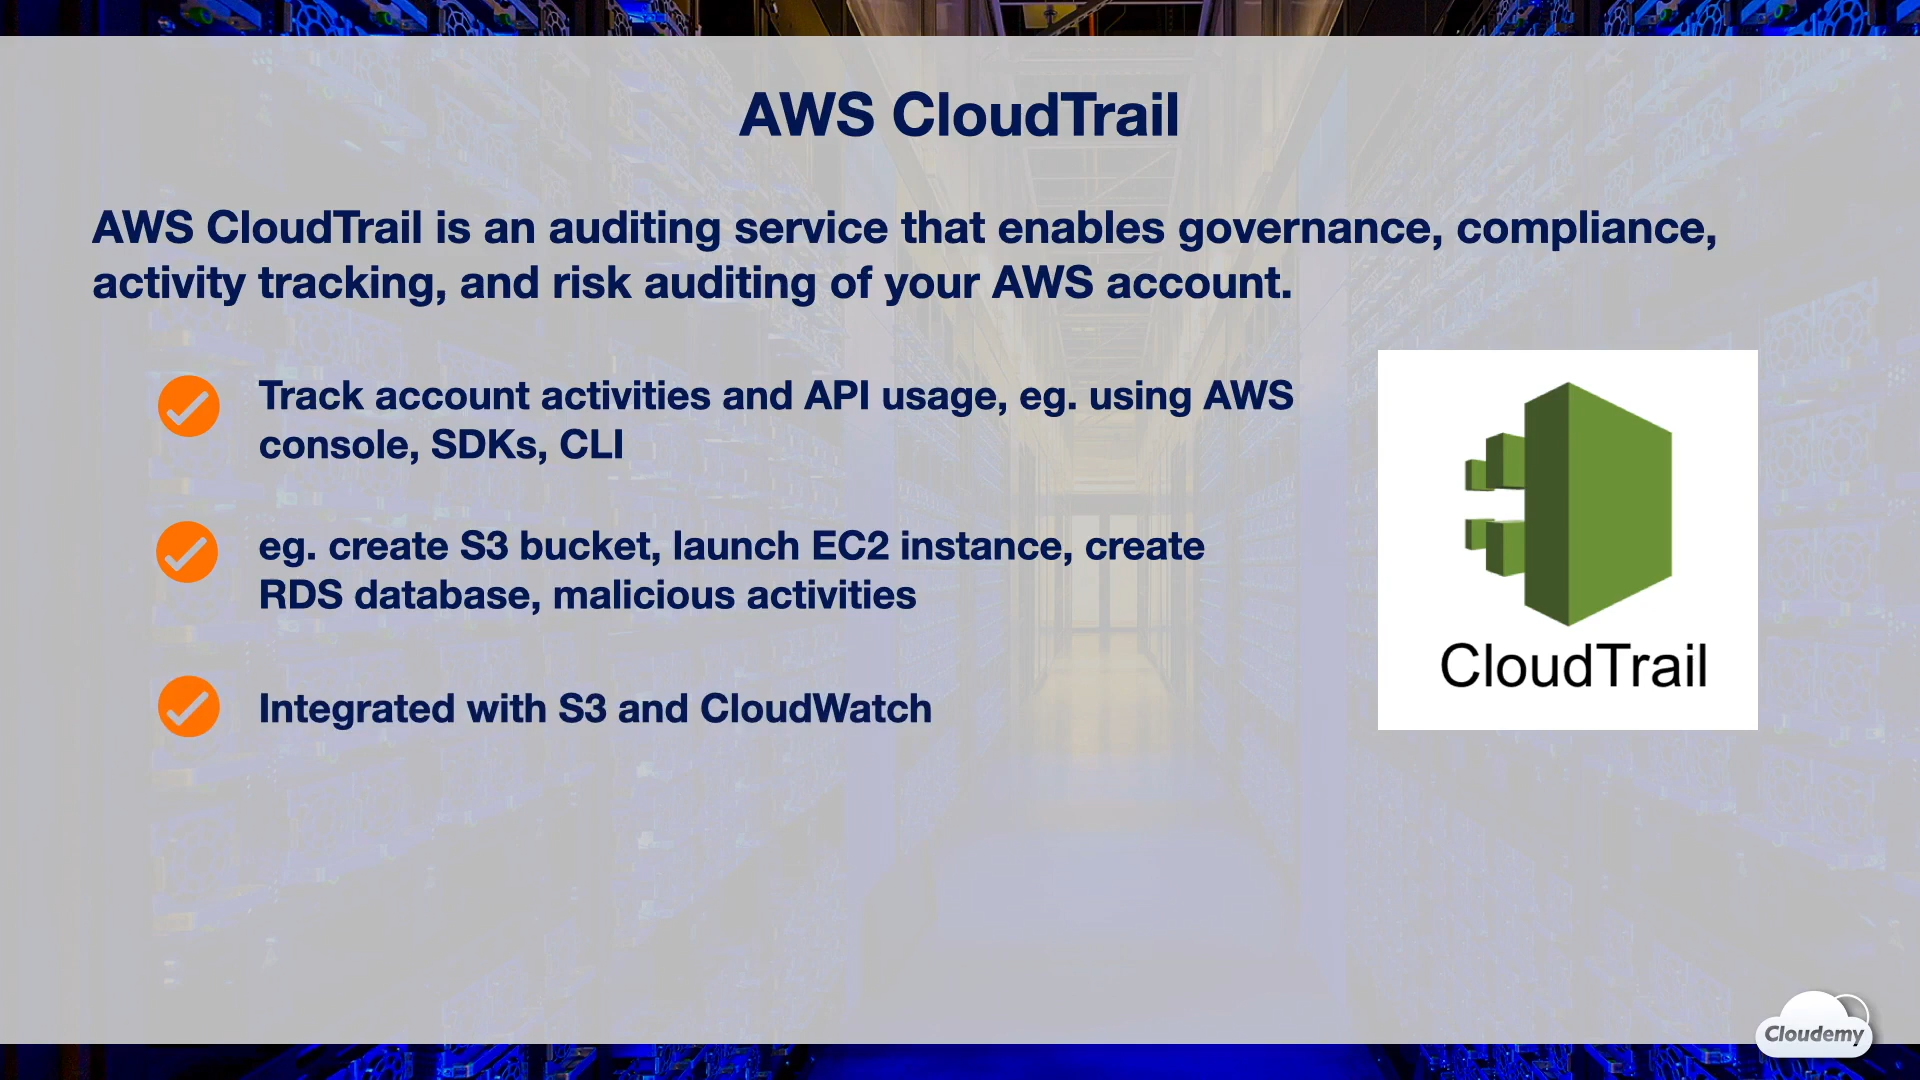 AWS CloudTrail
AWS CloudTrail is an auditing service that enables governance, compliance,
activity tracking, and risk auditing of your AWS account.
Track account activities and API usage, eg. using AWS
console, SDKs, CLI
eg. create S3 bucket, launch EC2 instance, create
RDS database, malicious activities
Integrated with S3 and CloudWatch
CloudTrail
Cloudemy